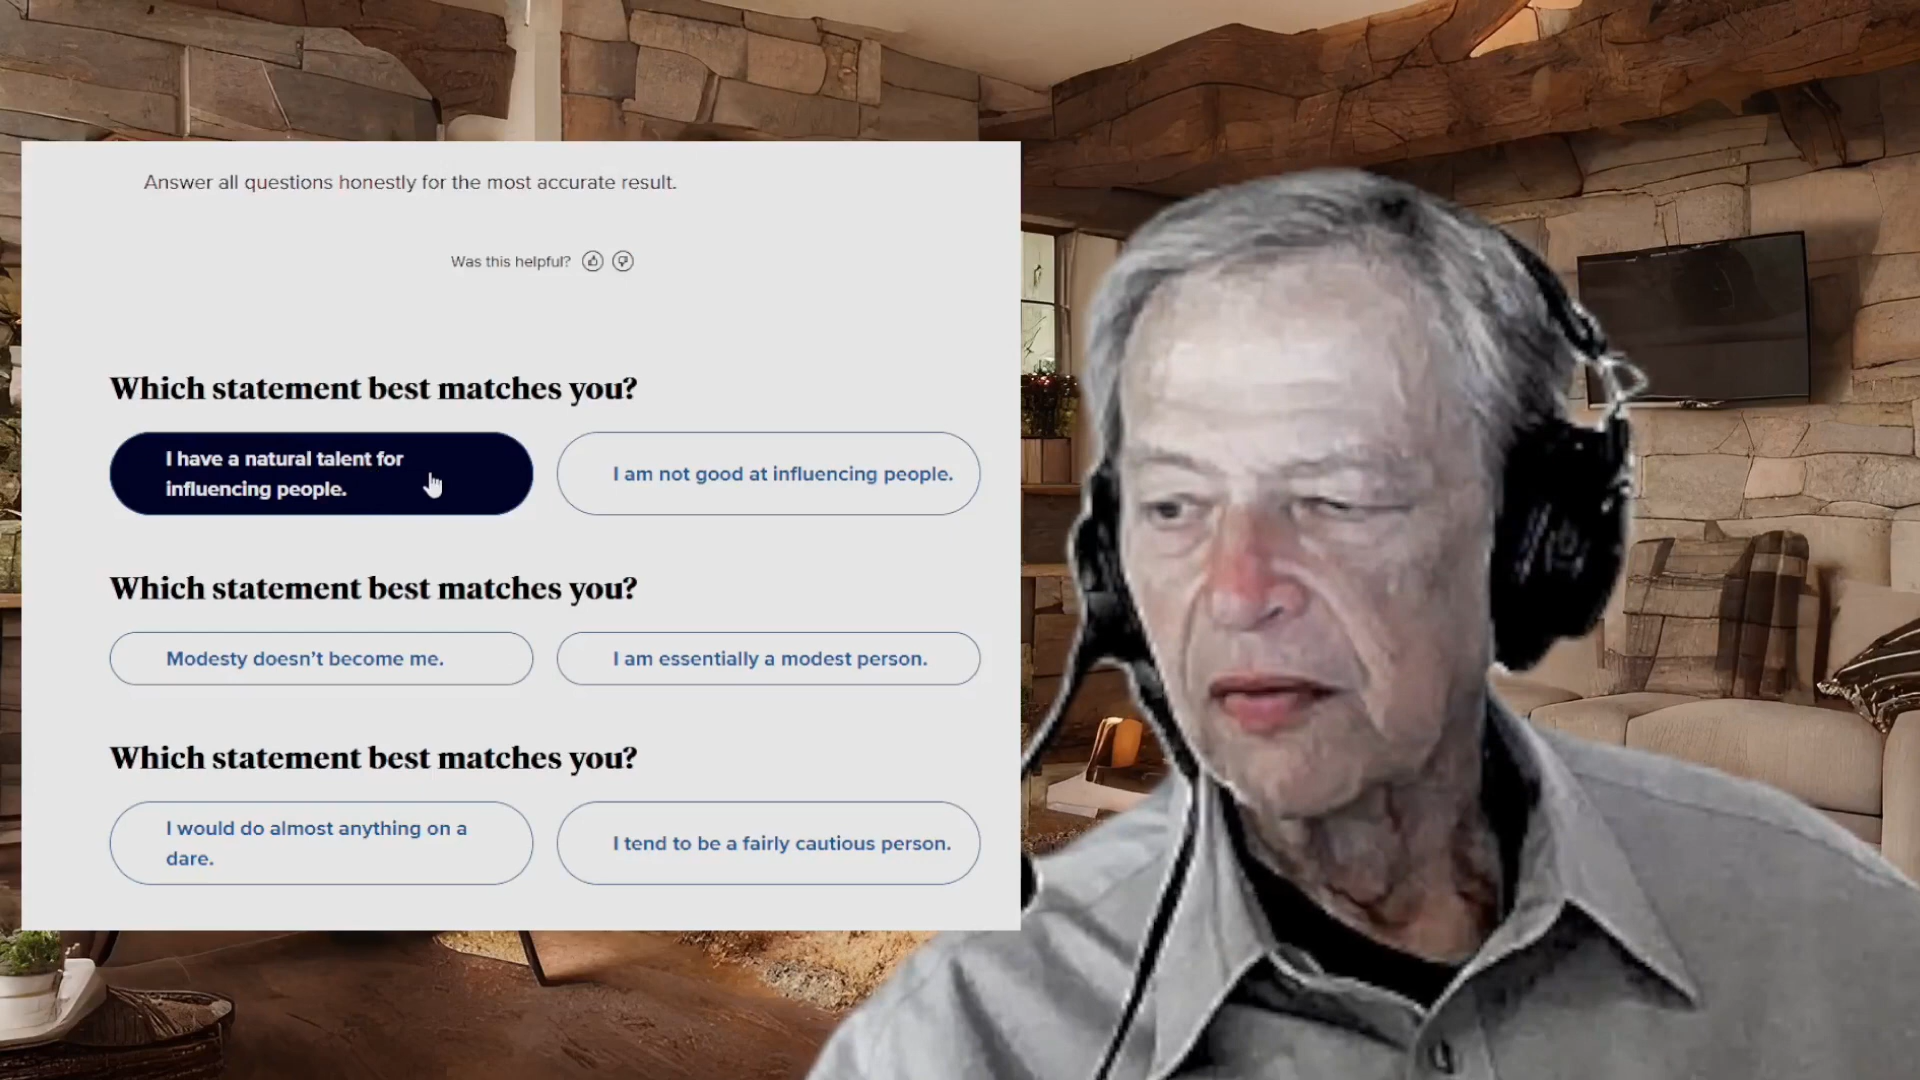 Answer all questions honestly for the most accurate result.
Was this helpful?
Which statement best matches you?
I have a natural talent for
influencing people.
I am not good at influencing people.
Which statement best matches you?
Modesty doesn't become me.
I am essentially a modest person.
Which statement best matches you?
I would do almost anything on a
dare.
I tend to be a fairly cautious person.